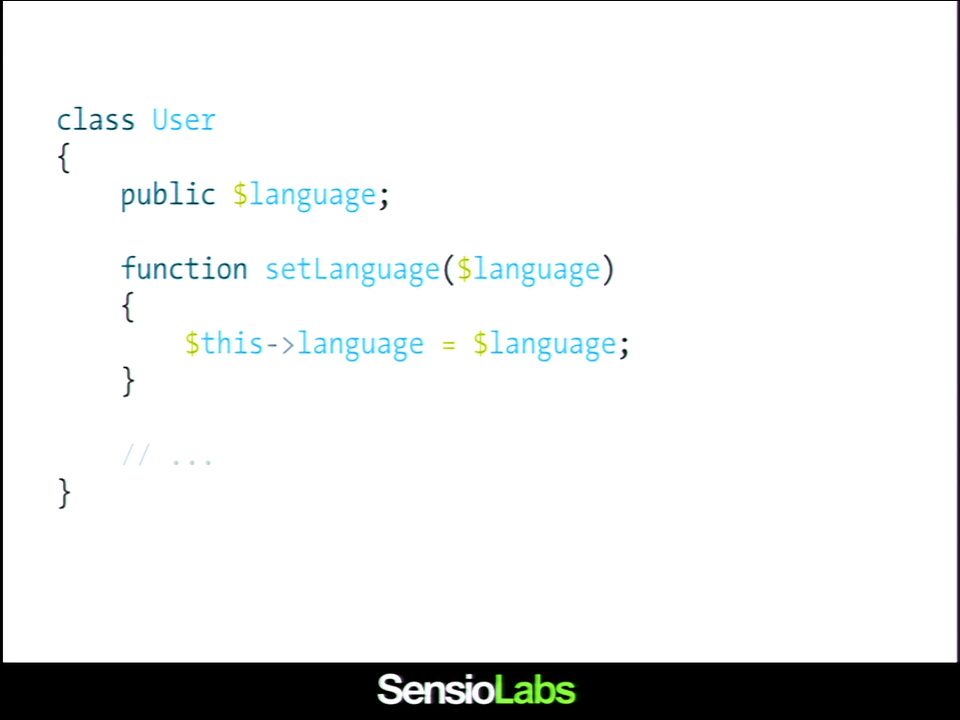 class User
{
    public $language;
    function setLanguage($language)
    {
        $this->language = $language;
    }
    // ...
}
SensioLabs